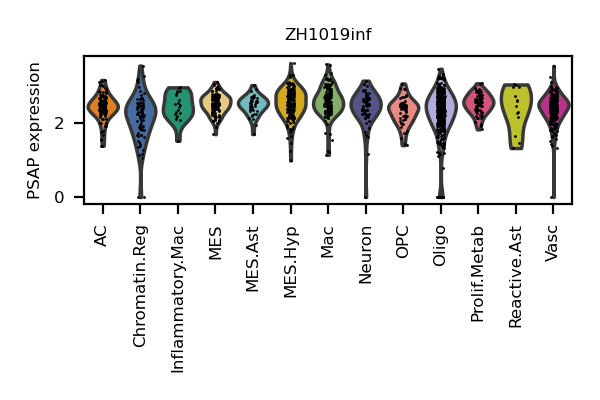 ZH1019inf
PSAP expression
2
0
AC
Chromatin.Reg
Inflammatory.Mac
MES
MES.Ast
MES.Hyp
Mac
Neuron
OPC
Oligo
Prolif.Metab
Reactive.Ast
Vasc